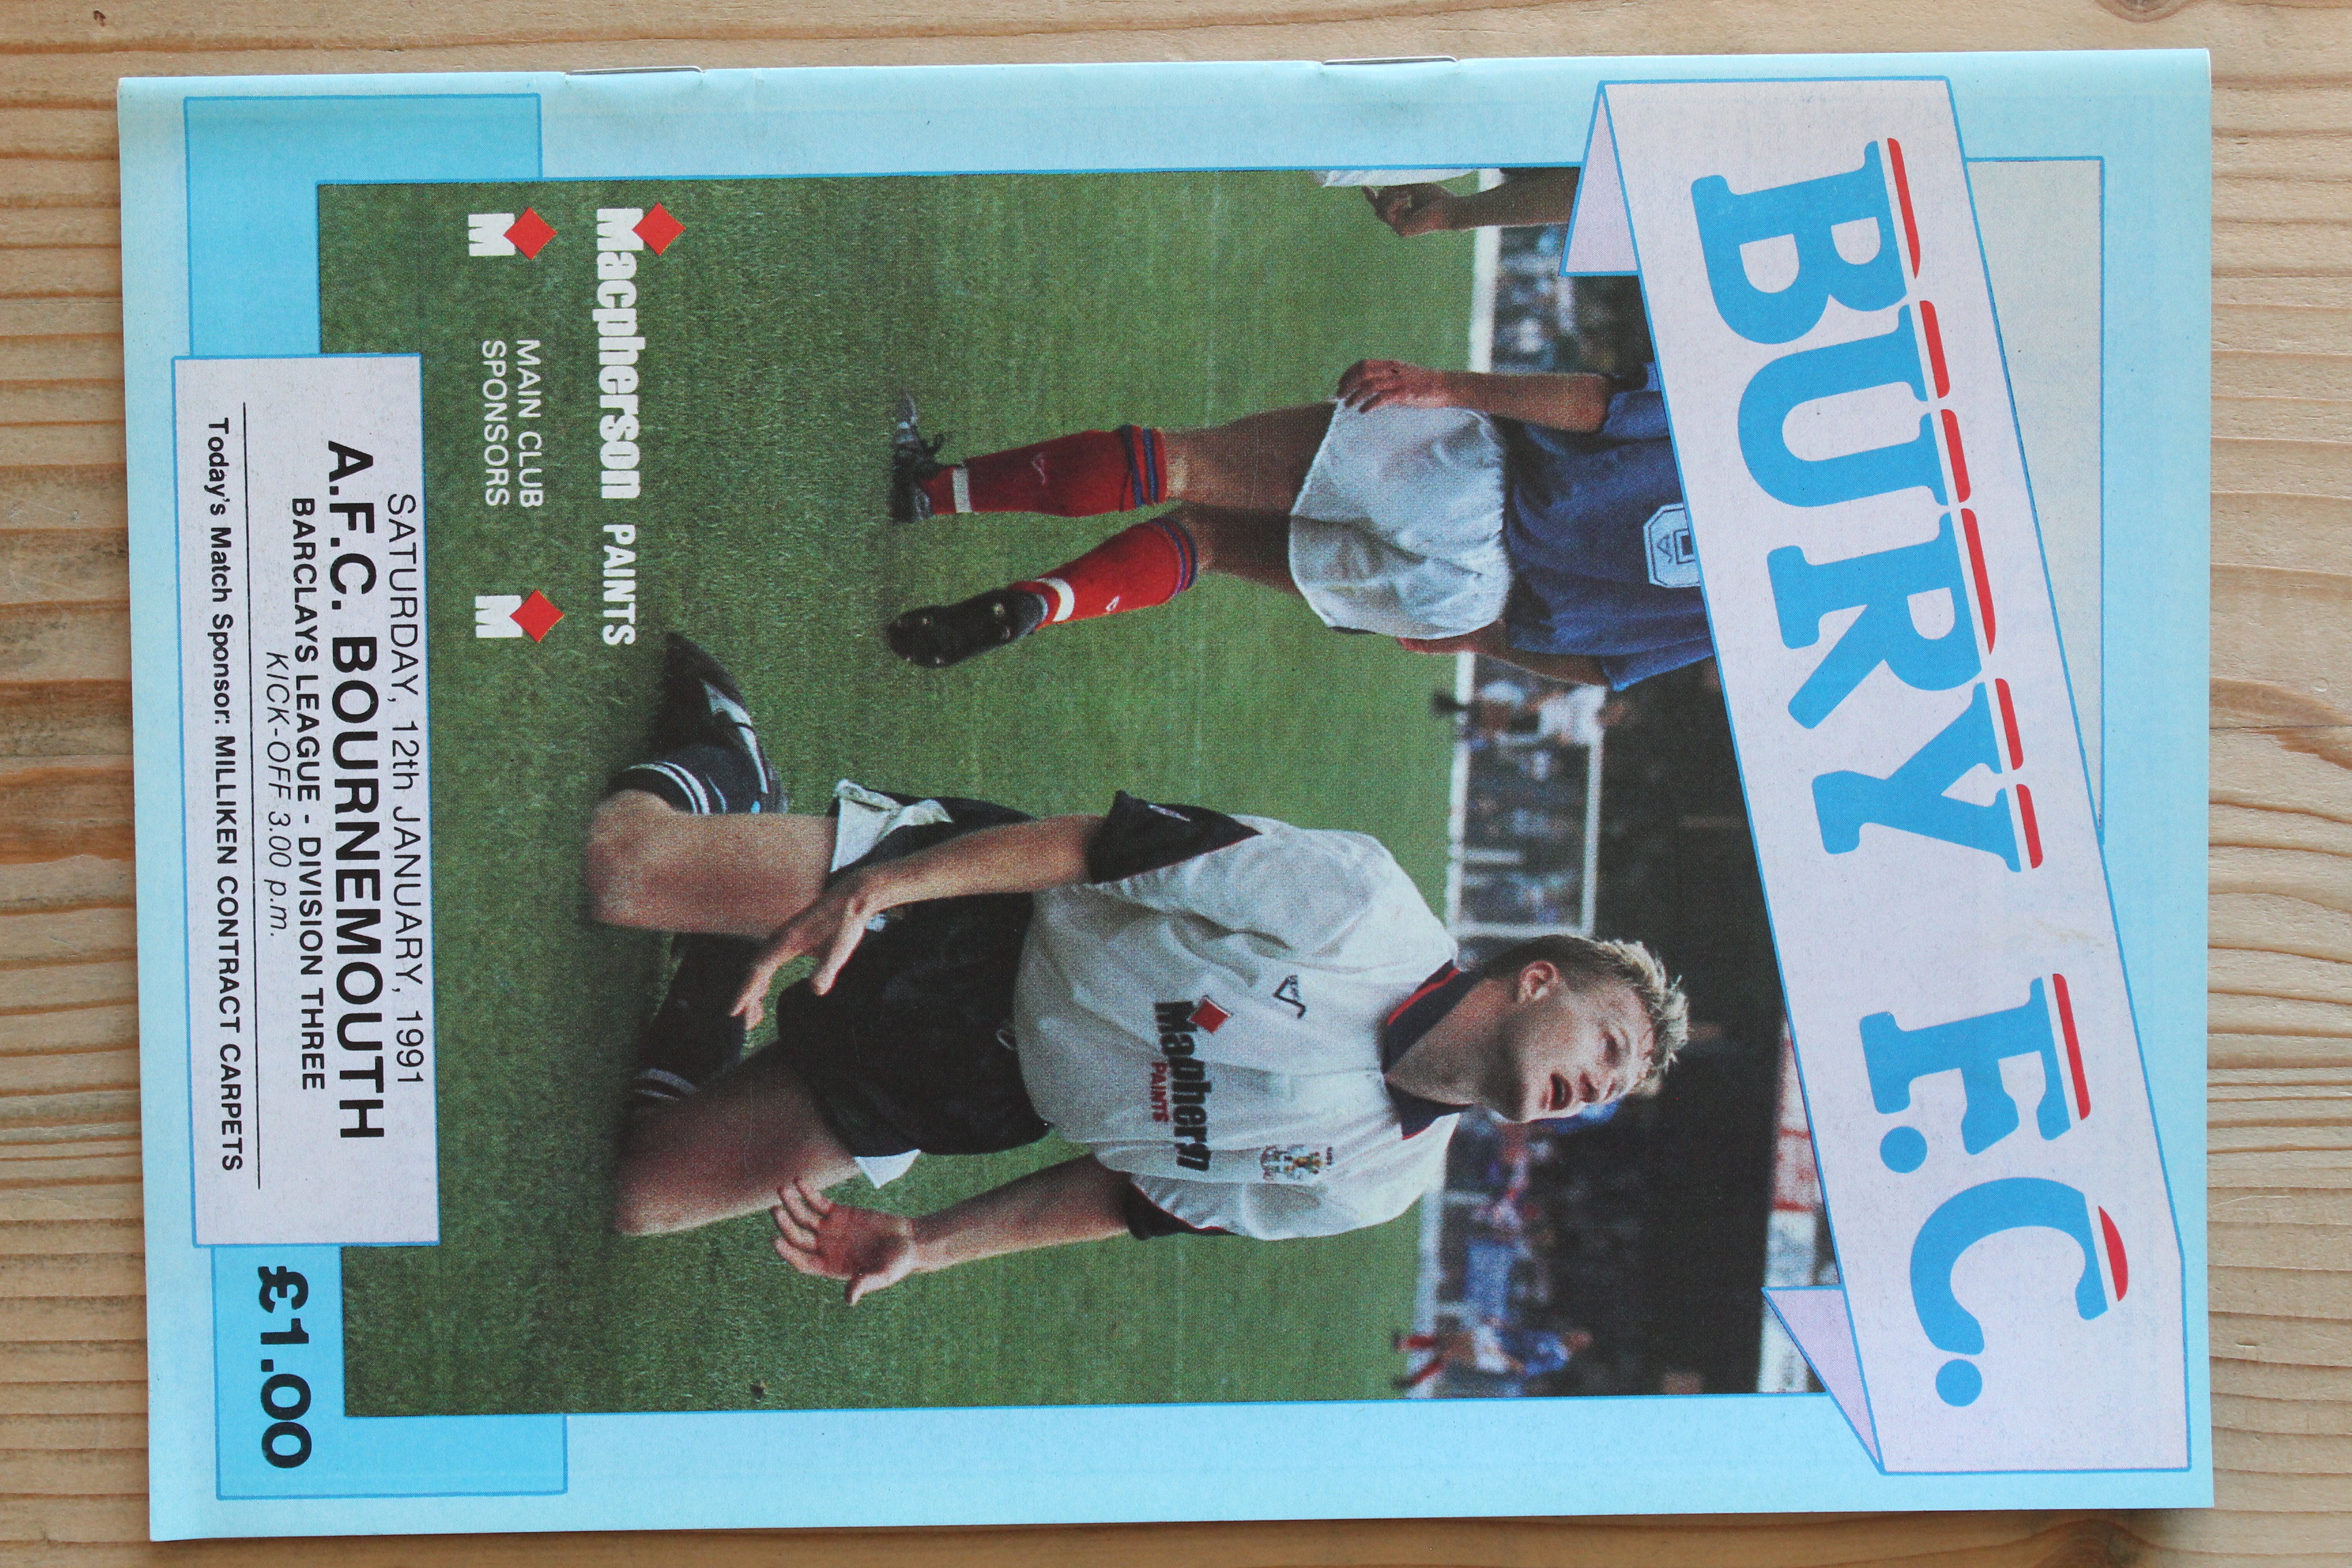 BURY F.C.
Macphersn
PAINTS
Macpherson PAINTS
M MAIN CLUB M
SPONSORS
SATURDAY, 12th JANUARY, 1991
A.F.C. BOURNEMOUTH
BARCLAYS LEAGUE - DIVISION THREE
KICK-OFF 3.00 p.m.
Today's Match Sponsor: MILLIKEN CONTRACT CARPETS
£1.00